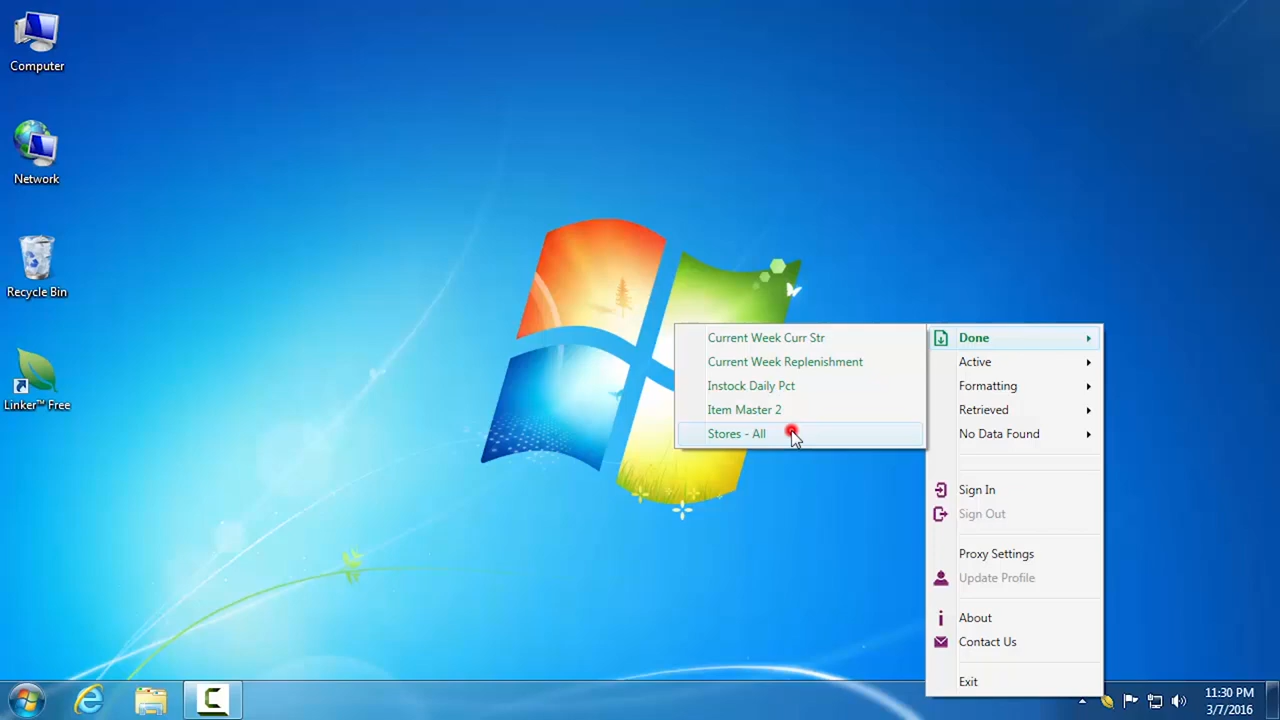 Computer
Network
Recycle Bin
Linker™ Free
Current Week Curr Str
Current Week Replenishment
Instock Daily Pct
Item Master 2
Stores - All
Done
Active
Formatting
Retrieved
No Data Found
Sign In
Sign Out
Proxy Settings
Update Profile
About
Contact Us
Exit
11:30 PM
3/7/2016